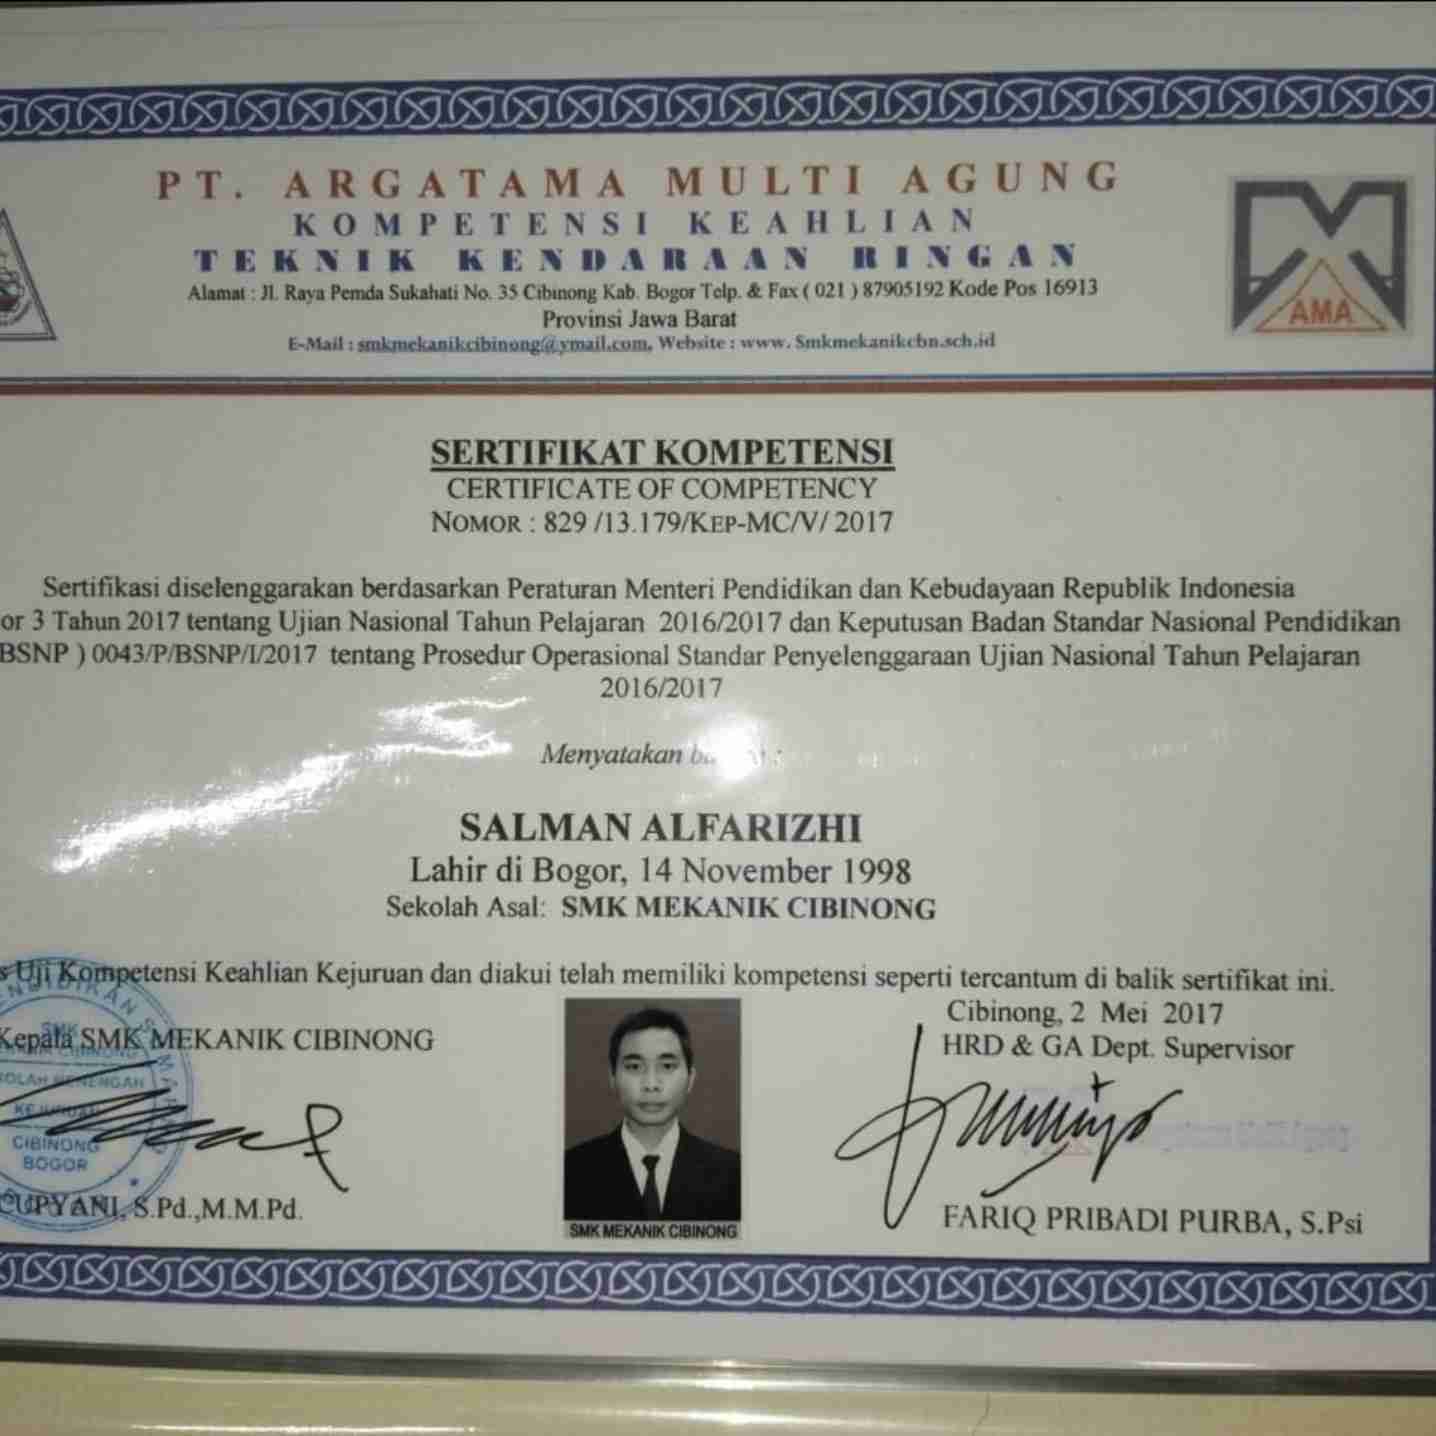 PT. ARGATAMA MULTI AGUNG
KOMPETENSI KEAHLIAN
TEKNIK KENDARAAN RINGAN
Alamat : Jl. Raya Pemda Sukahati No. 35 Cibinong Kab. Bogor Telp. & Fax ( 021 ) 87905192 Kode Pos 16913
Provinsi Jawa Barat
E-Mail : smkmekanikcibinong@ymail.com, Website : www. Smkmekanikcbn.sch.id
AMA
SERTIFIKAT KOMPETENSI
CERTIFICATE OF COMPETENCY
NOMOR : 829 /13.179/KEP-MC/V/ 2017
Sertifikasi diselenggarakan berdasarkan Peraturan Menteri Pendidikan dan Kebudayaan Republik Indonesia
or 3 Tahun 2017 tentang Ujian Nasional Tahun Pelajaran 2016/2017 dan Keputusan Badan Standar Nasional Pendidikan
BSNP ) 0043/P/BSNP/I/2017 tentang Prosedur Operasional Standar Penyelenggaraan Ujian Nasional Tahun Pelajaran
2016/2017
Menyatakan
SALMAN ALFARIZHI
Lahir di Bogor, 14 November 1998
Sekolah Asal: SMK MEKANIK CIBINONG
s Uji Kompetensi Keahlian Kejuruan dan diakui telah memiliki kompetensi seperti tercantum di balik sertifikat ini.
Cibinong, 2 Mei 2017
Kepala SMK MEKANIK CIBINONG
HRD & GA Dept. Supervisor
SMK
CIBINONG
KEJURUAN
CIBINONG
BOGOR
CUPYANI, S.Pd.,M.M.Pd.
SMK MEKANIK CIBINONG
FARIQ PRIBADI PURBA, S.Psi